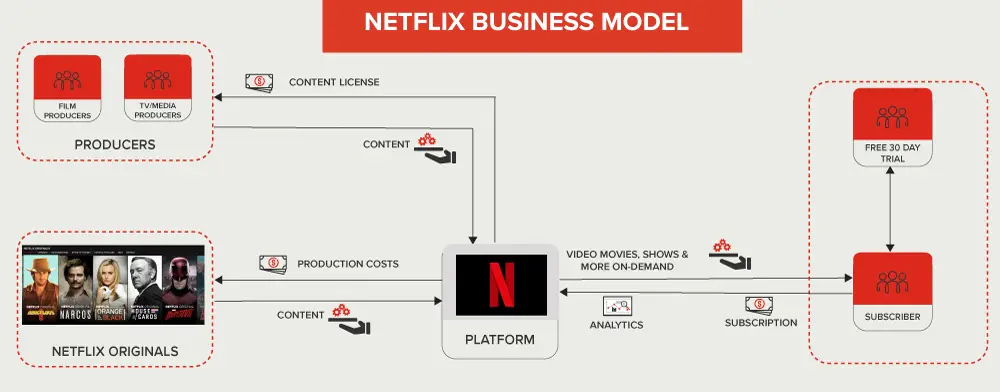 NETFLIX BUSINESS MODEL
FILM
PRODUCERS
TV/MEDIA
PRODUCERS
PRODUCERS
CONTENT LICENSE
CONTENT
FREE 30 DAY
TRIAL
NARCOS
ORANGE
BLACK
HOUSE
CARDS
NETFLIX ORIGINALS
PRODUCTION COSTS
CONTENT
N
PLATFORM
VIDEO MOVIES, SHOWS &
MORE ON-DEMAND
ANALYTICS
SUBSCRIPTION
SUBSCRIBER